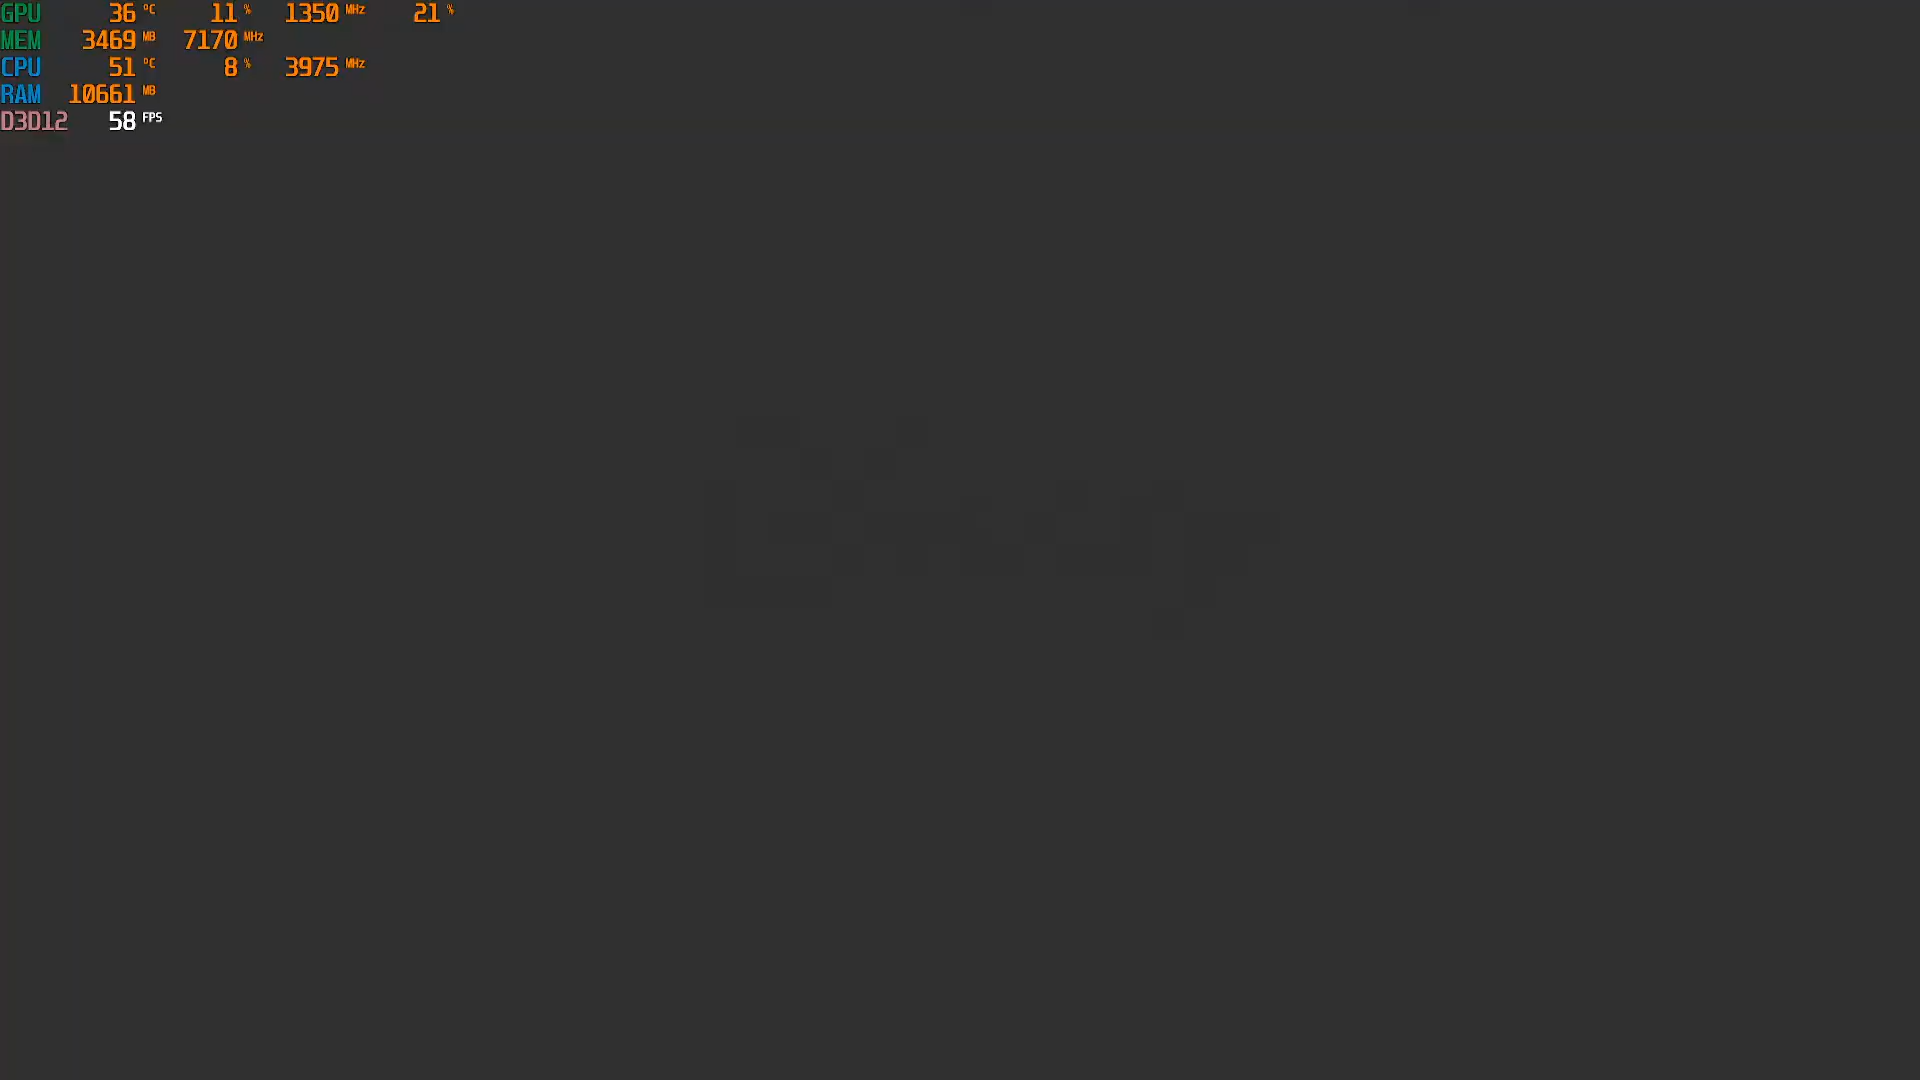 GPU 36 °C 11 % 1350 MHz 21 %
MEM 3469 MB 7170 MHz
CPU 51 °C 8 % 3975 MHz
RAM 10661 MB
D3D12 58 FPS